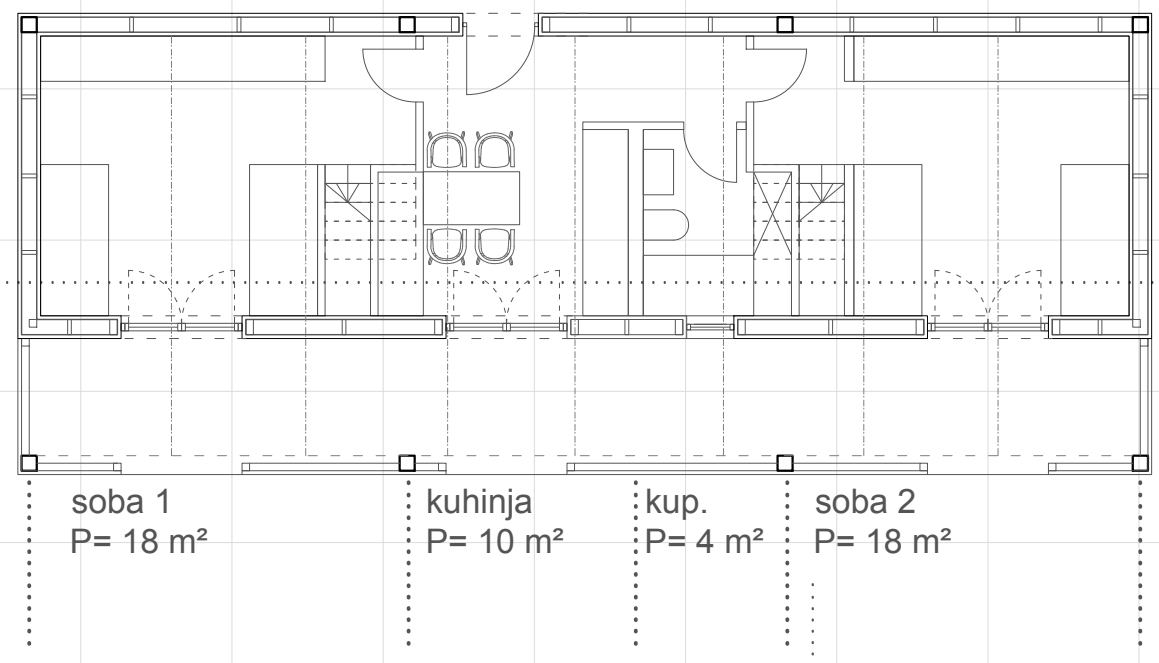 soba 1
P= 18 m²
kuhinja
P= 10 m²
kup.
P= 4 m²
soba 2
P= 18 m²